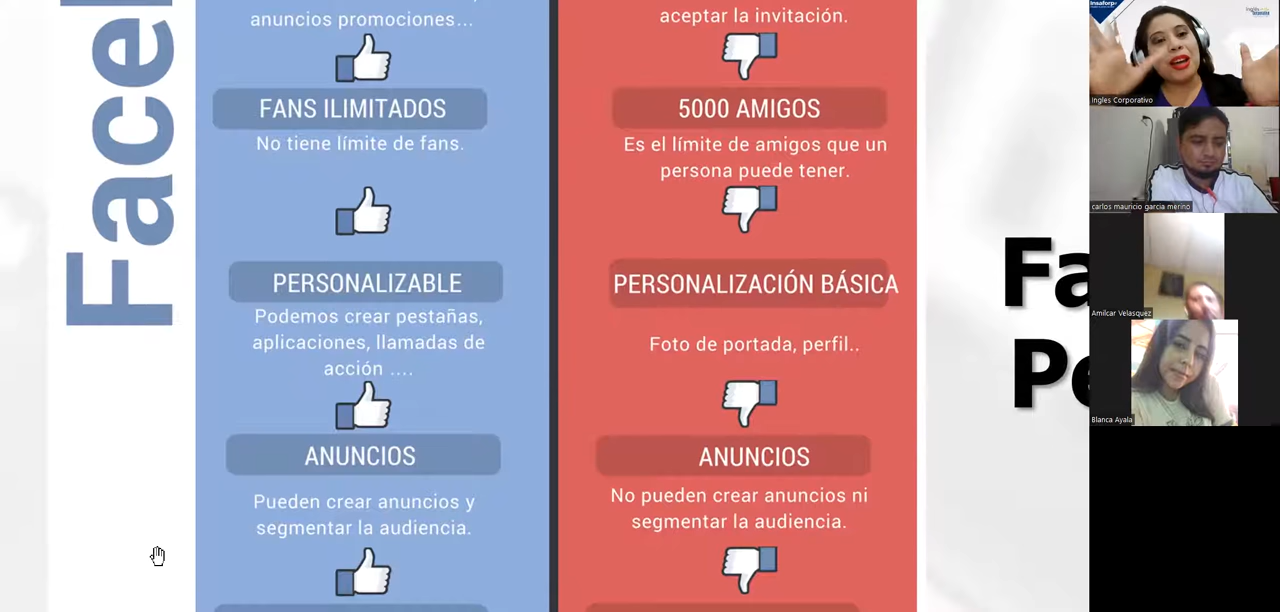 Face
anuncios promociones...
FANS ILIMITADOS
No tiene límite de fans.
PERSONALIZABLE
Podemos crear pestañas,
aplicaciones, llamadas de
acción ....
ANUNCIOS
Pueden crear anuncios y
segmentar la audiencia.
aceptar la invitación.
5000 AMIGOS
Es el límite de amigos que un
persona puede tener.
PERSONALIZACIÓN BÁSICA
Foto de portada, perfil..
ANUNCIOS
No pueden crear anuncios ni
segmentar la audiencia.
Fa
Pe
Insaforp
Ingles Corporativo
carlos mauricio garcia merino
Amilcar Velasquez
Blanca Ayala